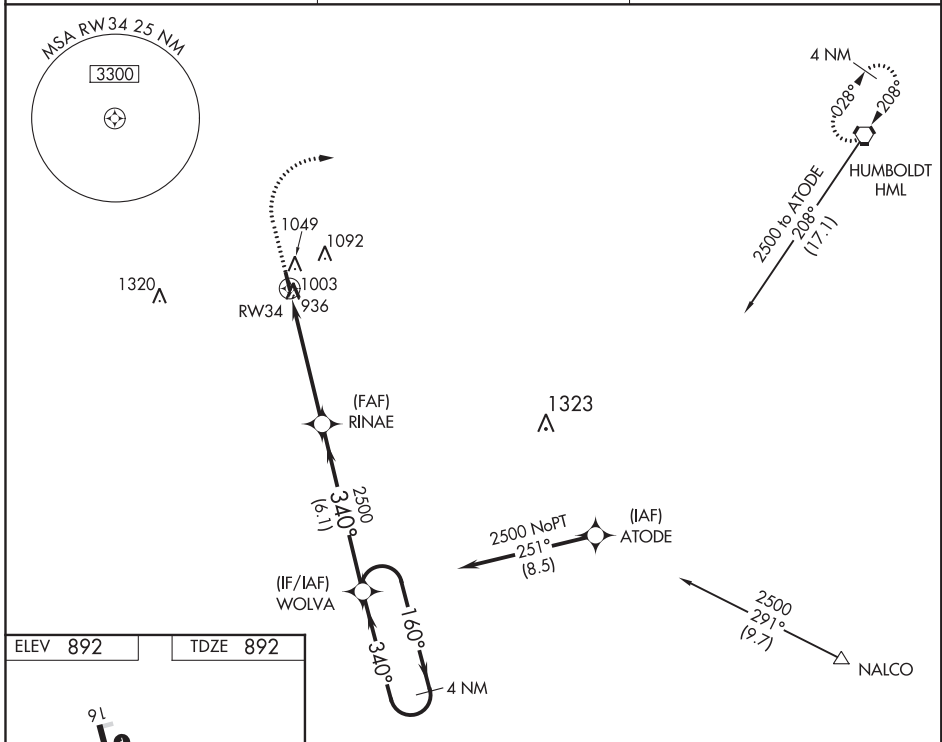 MSA RW34 25 NM
3300
4 NM
028°
208°
HUMBOLDT
HML
2500 to ATODE
208°
(17.1)
1049
1092
1320
1003
936
RW34
(FAF)
RINAE
1323
2500
340°
(6.1)
2500 NoPT
251°
(8.5)
(IAF)
ATODE
(IF/IAF)
WOLVA
160°
340°
4 NM
2500
291°
(9.7)
NALCO
ELEV 892
TDZE 892
16